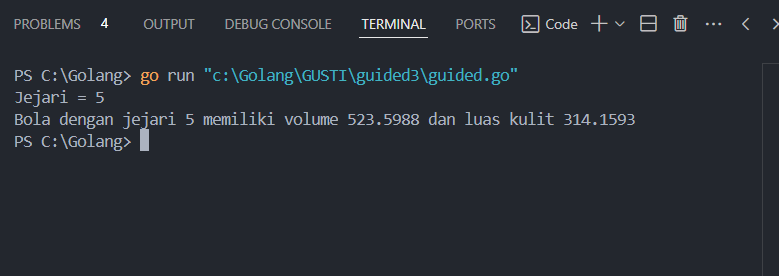 PROBLEMS 4 OUTPUT DEBUG CONSOLE TERMINAL PORTS Code
PS C:\Golang> go run "c:\Golang\GUSTI\guided3\guided.go"
Jejari = 5
Bola dengan jejari 5 memiliki volume 523.5988 dan luas kulit 314.1593
PS C:\Golang>